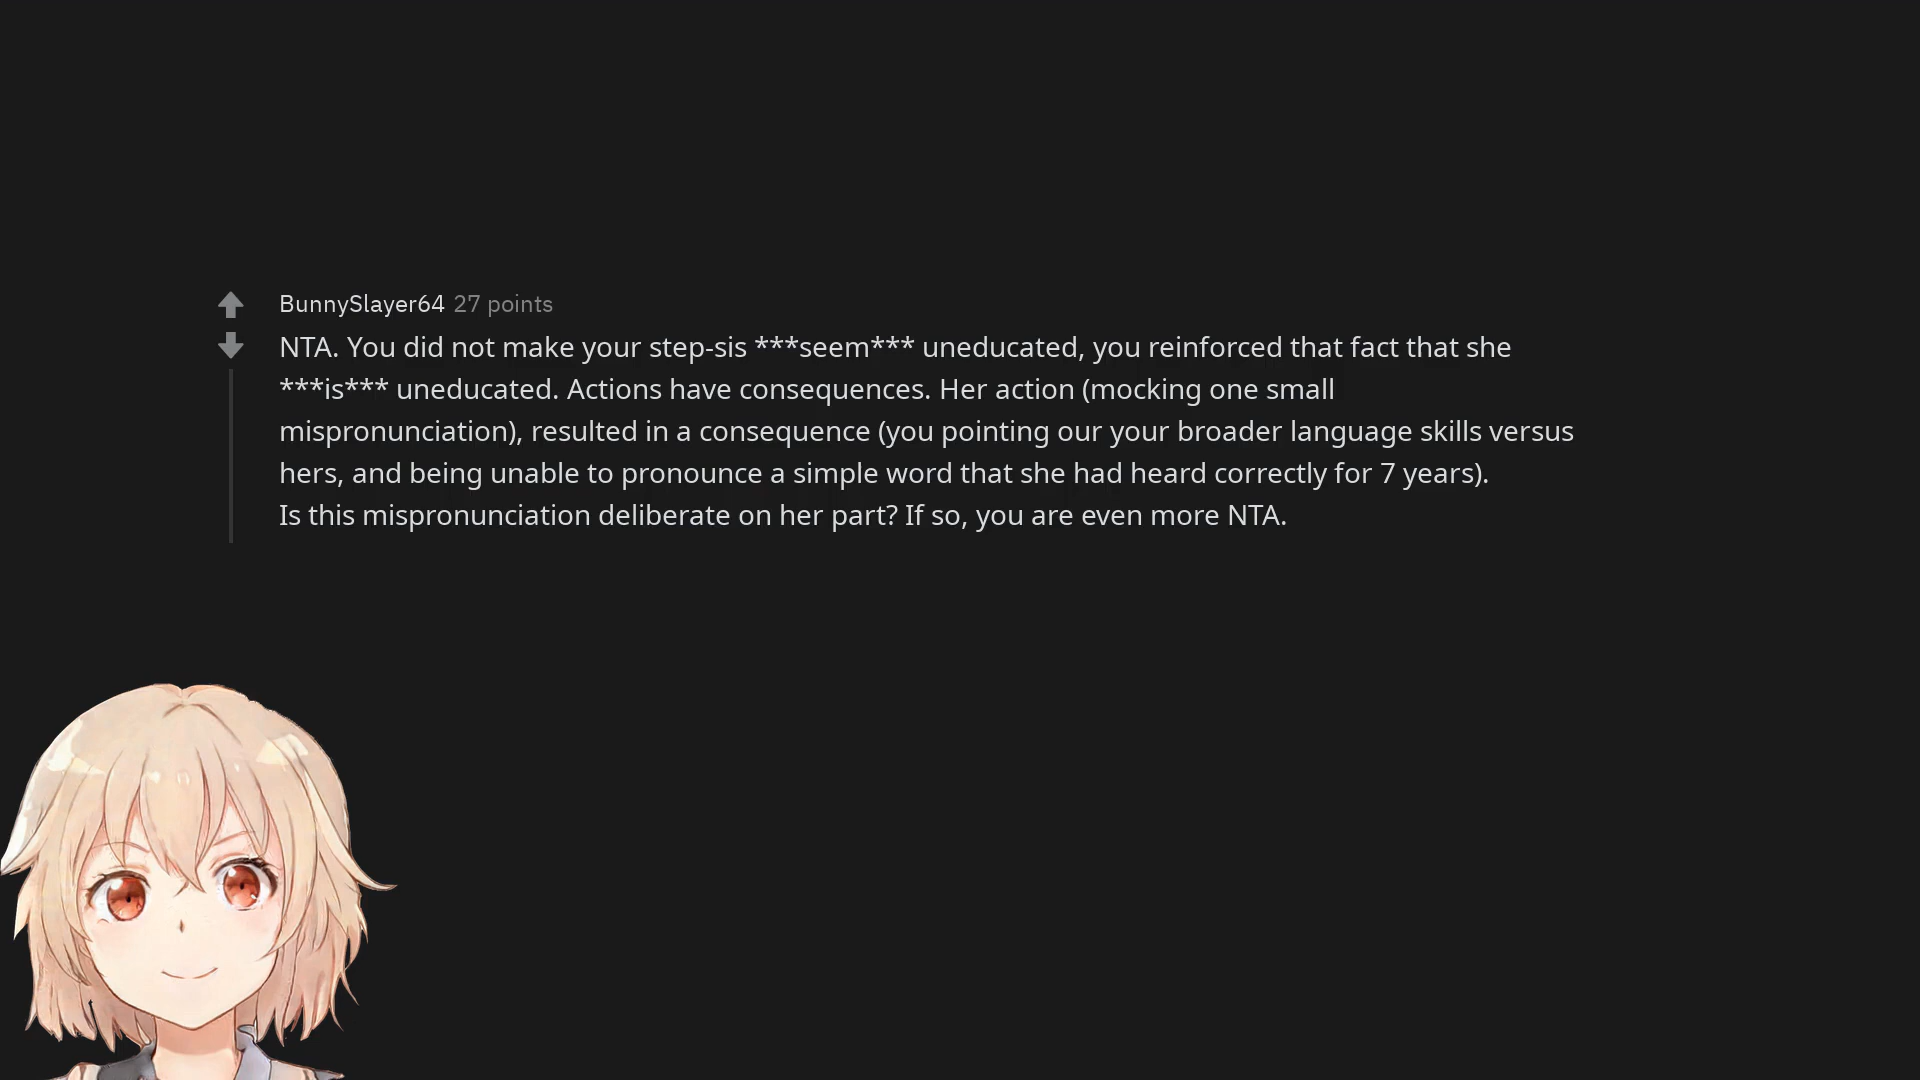 BunnySlayer64 27 points
NTA. You did not make your step-sis ***seem*** uneducated, you reinforced that fact that she
***is*** uneducated. Actions have consequences. Her action (mocking one small
mispronunciation), resulted in a consequence (you pointing our your broader language skills versus
hers, and being unable to pronounce a simple word that she had heard correctly for 7 years).
Is this mispronunciation deliberate on her part? If so, you are even more NTA.